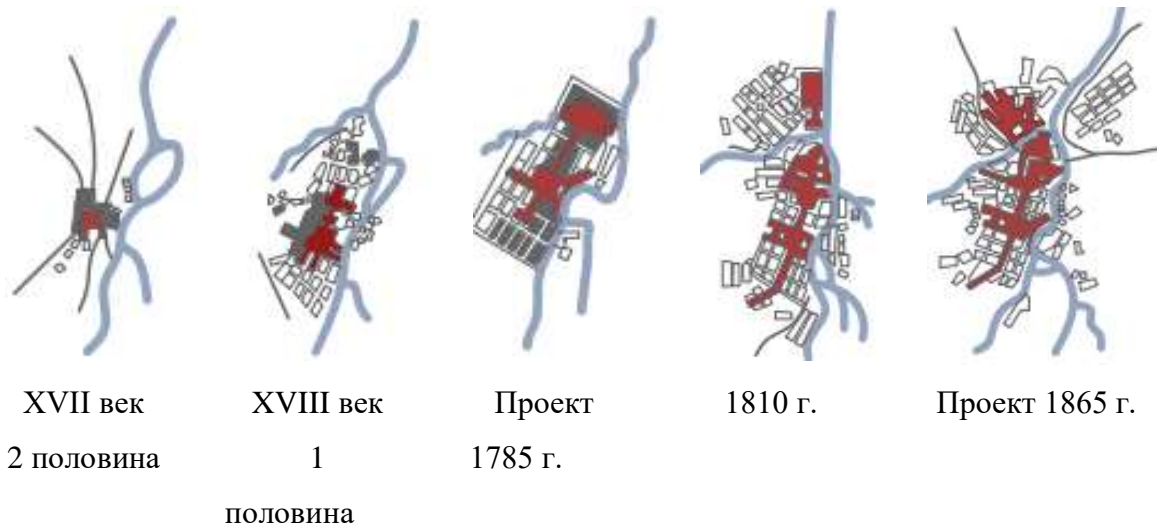 XVII век XVIII век Проект 1810 г. Проект 1865 г.
2 половина 1 1785 г.
половина